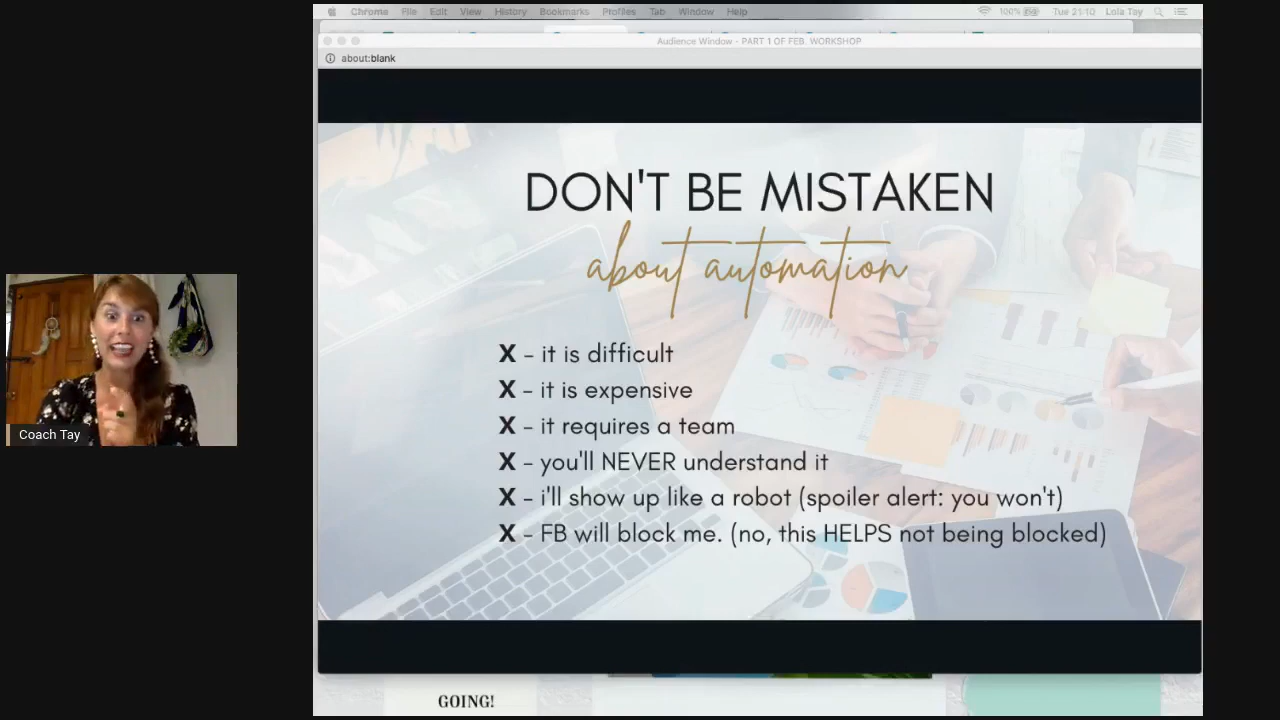 Chrome File Edit View History Bookmarks Profiles Tab Window Help 100% Tue 21:10 Lola Tay
Audience Window - PART 1 OF FEB. WORKSHOP
about:blank
DON'T BE MISTAKEN
about automation
X - it is difficult
X - it is expensive
X - it requires a team
X - you'll NEVER understand it
X - i'll show up like a robot (spoiler alert: you won't)
X - FB will block me. (no, this HELPS not being blocked)
Coach Tay
GOING!